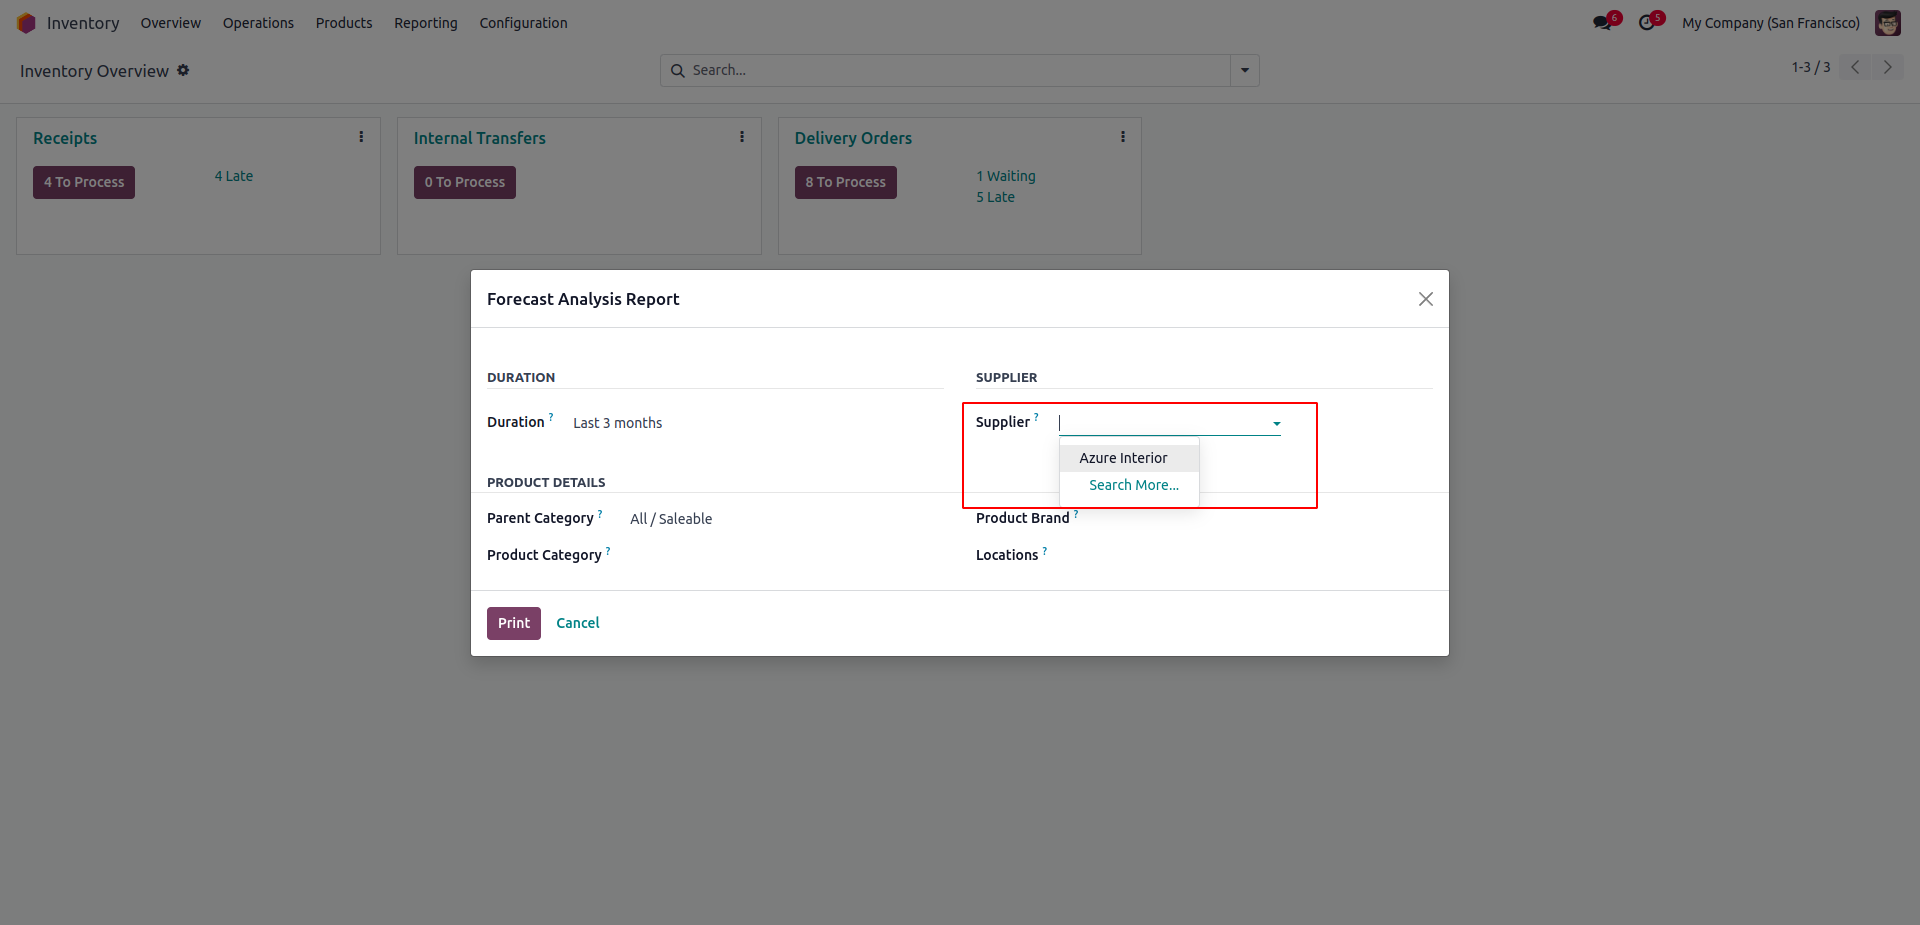 Inventory Overview Operations Products Reporting Configuration 6 5 My Company (San Francisco)
Inventory Overview Search... 1-3 / 3
Receipts Internal Transfers Delivery Orders
4 To Process 4 Late 0 To Process 8 To Process 1 Waiting
5 Late
Forecast Analysis Report
DURATION SUPPLIER
Duration ? Last 3 months Supplier ?
Azure Interior
Search More...
PRODUCT DETAILS
Parent Category ? All / Saleable Product Brand ?
Product Category ? Locations ?
Print Cancel